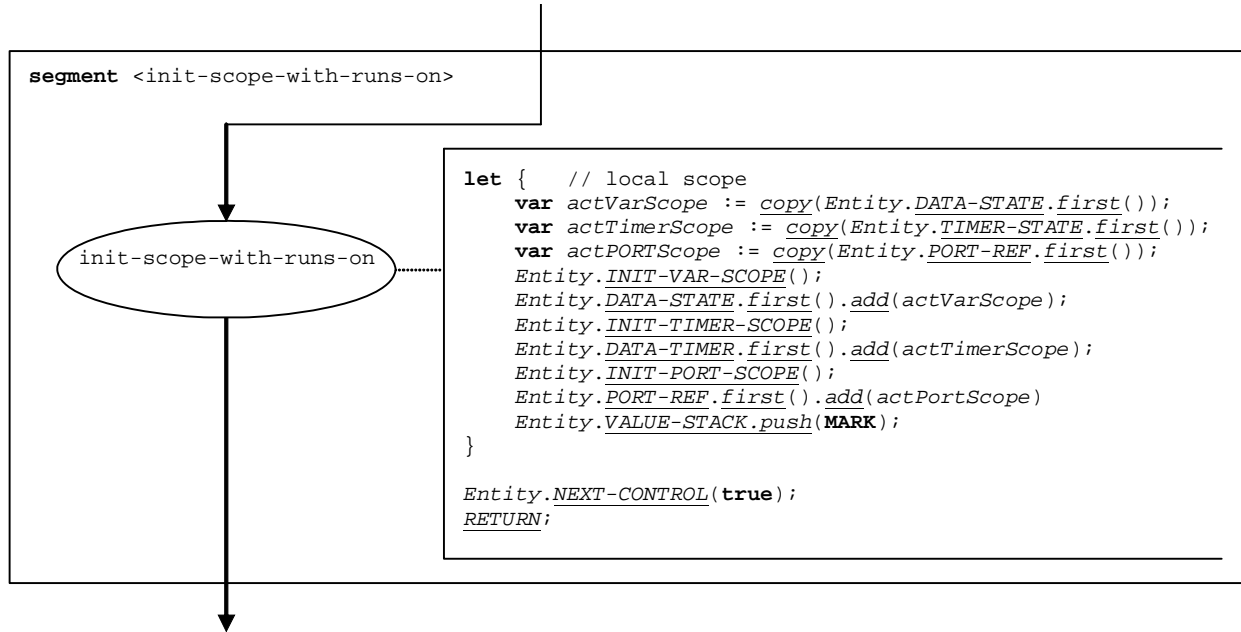 segment <init-scope-with-runs-on>
init-scope-with-runs-on
let {   // local scope
    var actVarScope := copy(Entity.DATA-STATE.first());
    var actTimerScope := copy(Entity.TIMER-STATE.first());
    var actPORTScope := copy(Entity.PORT-REF.first());
    Entity.INIT-VAR-SCOPE();
    Entity.DATA-STATE.first().add(actVarScope);
    Entity.INIT-TIMER-SCOPE();
    Entity.DATA-TIMER.first().add(actTimerScope);
    Entity.INIT-PORT-SCOPE();
    Entity.PORT-REF.first().add(actPortScope)
    Entity.VALUE-STACK.push(MARK);
}
Entity.NEXT-CONTROL(true);
RETURN;